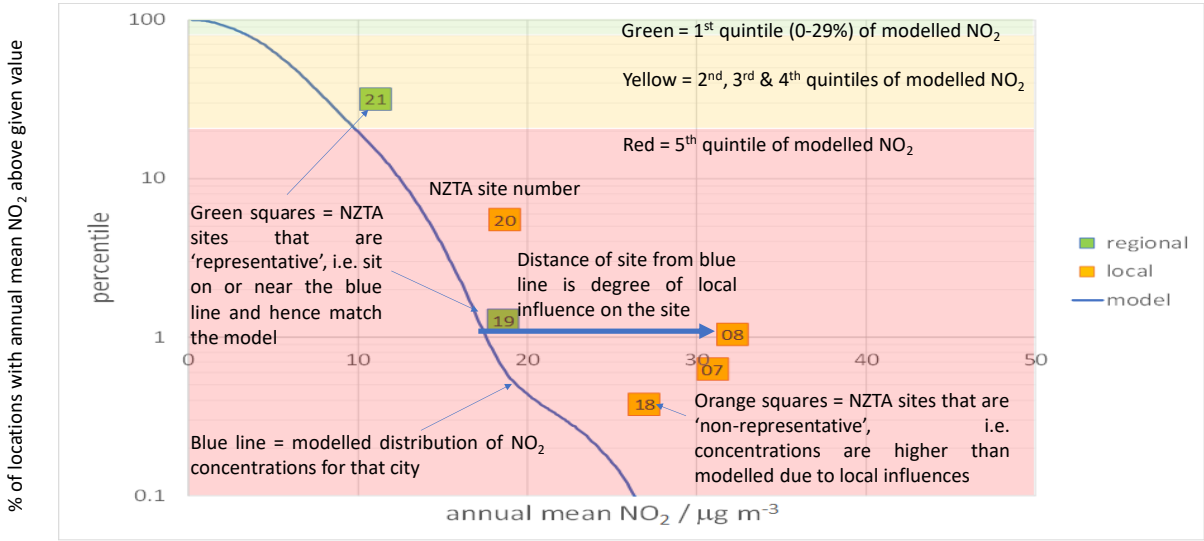 % of locations with annual mean NO₂ above given value
percentile
100
10
1
0.1
Green = 1st quintile (0-29%) of modelled NO₂
Yellow = 2nd, 3rd & 4th quintiles of modelled NO₂
Red = 5th quintile of modelled NO₂
21
NZTA site number
20
Green squares = NZTA
sites that are
‘representative’, i.e. sit
on or near the blue
line and hence match
the model
Distance of site from blue
line is degree of local
influence on the site
19
08
07
18
0
10
20
30
40
50
Blue line = modelled distribution of NO₂
concentrations for that city
Orange squares = NZTA sites that are
‘non-representative’, i.e.
concentrations are higher than
modelled due to local influences
annual mean NO₂ / μg m⁻³
regional
local
model